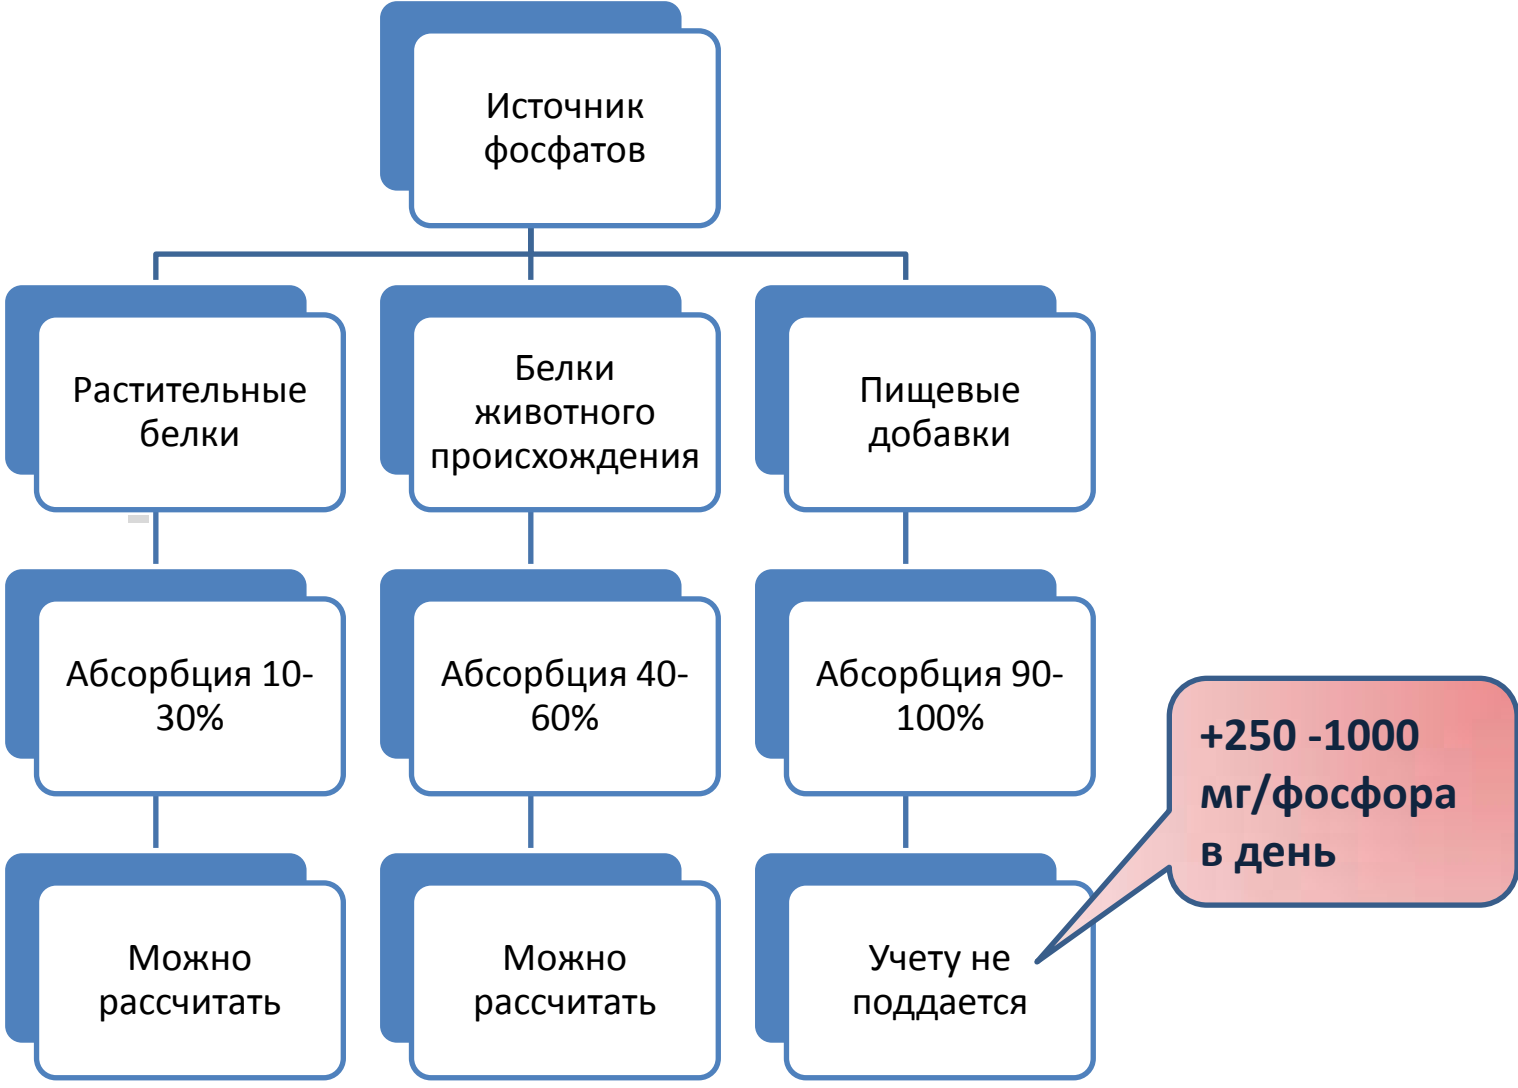 Источник
фосфатов
Растительные
белки
Белки
животного
происхождения
Пищевые
добавки
Абсорбция 10-
30%
Абсорбция 40-
60%
Абсорбция 90-
100%
+250 -1000
мг/фосфора
в день
Можно
рассчитать
Можно
рассчитать
Учету не
поддается